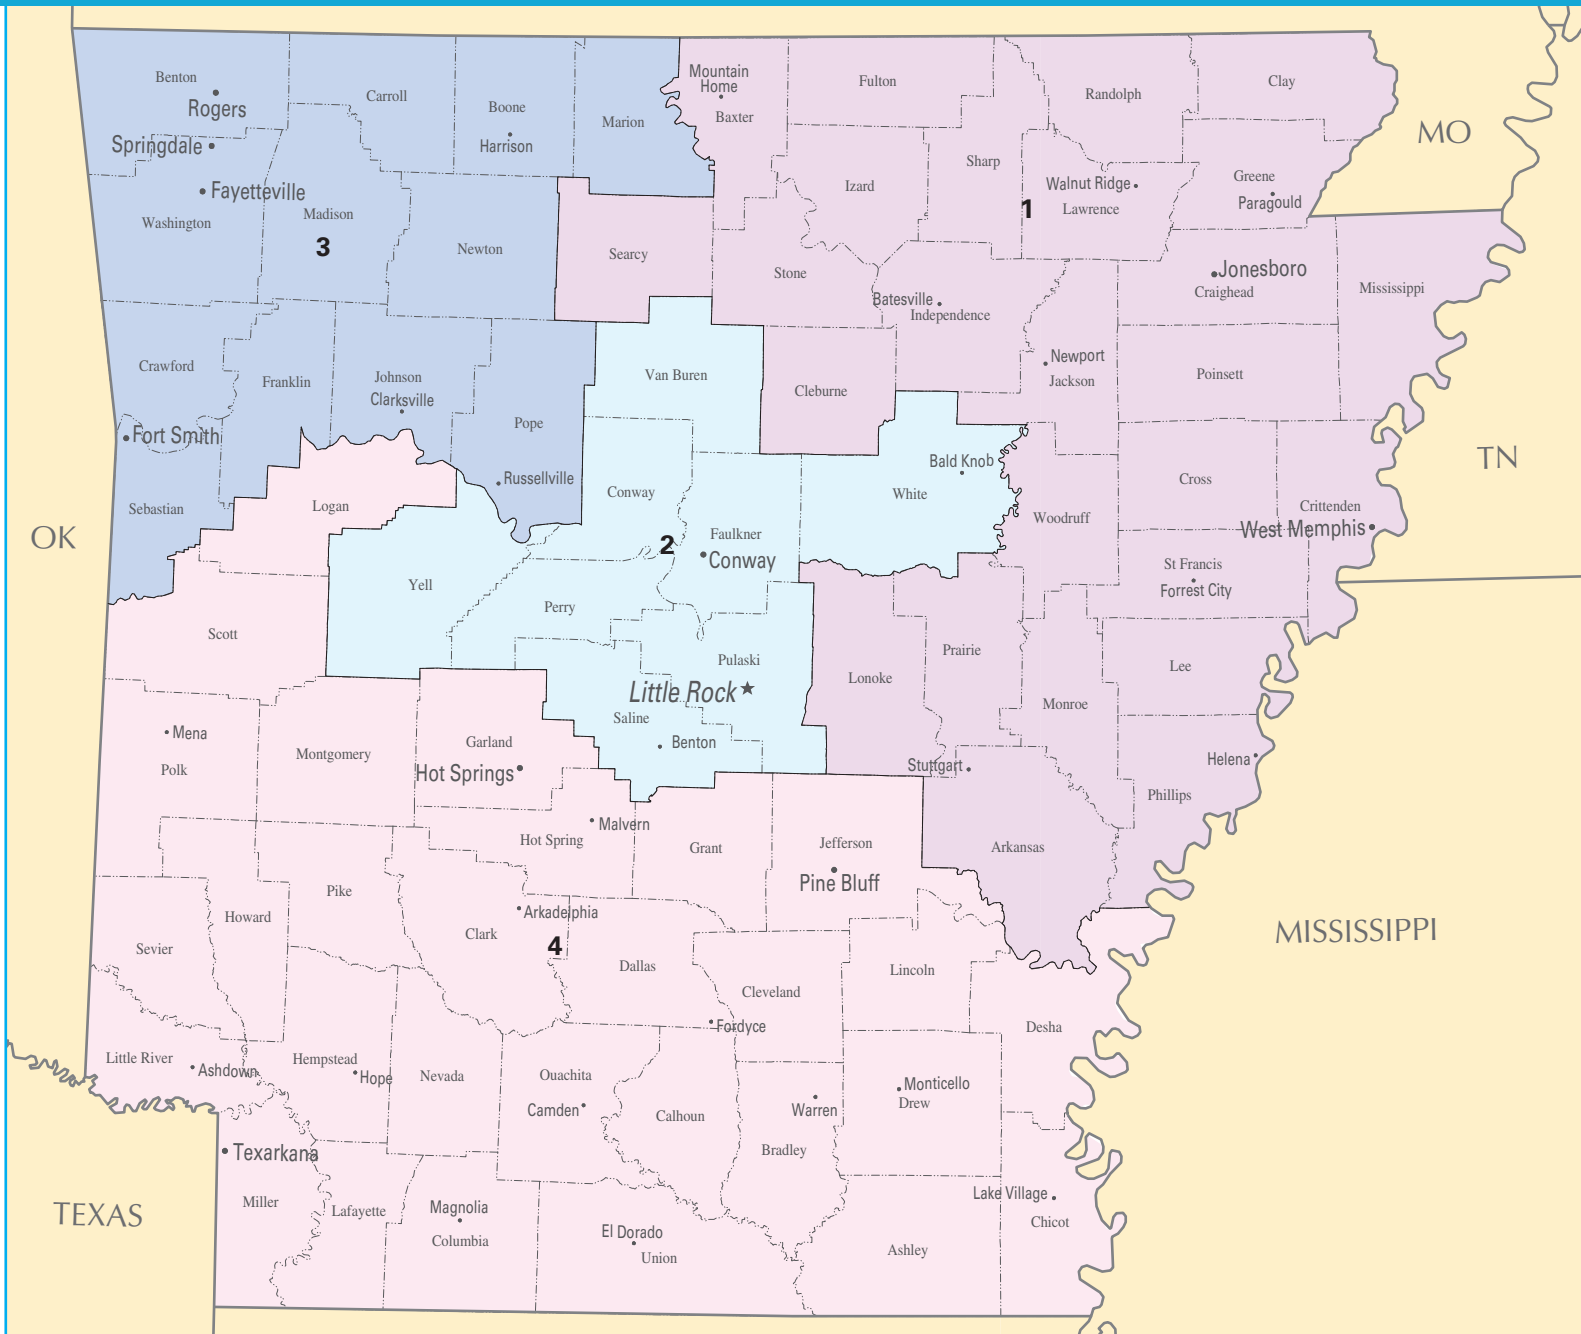 Benton
Rogers
Carroll
Boone
Harrison
Marion
Mountain
Home
Baxter
Fulton
Randolph
Clay
MO
Springdale
Fayetteville
Washington
Madison
3
Newton
Searcy
Izard
Sharp
Walnut Ridge
1
Lawrence
Greene
Paragould
Stone
Batesville
Independence
Jonesboro
Craighead
Mississippi
Crawford
Franklin
Johnson
Clarksville
Pope
Van Buren
Cleburne
Newport
Jackson
Poinsett
Fort Smith
Russellville
Bald Knob
White
TN
OK
Sebastian
Logan
Conway
2
Faulkner
Conway
Woodruff
Cross
Crittenden
West Memphis
Yell
Perry
St Francis
Forrest City
Scott
Pulaski
Little Rock
Lonoke
Prairie
Lee
Monroe
Mena
Polk
Montgomery
Garland
Hot Springs
Saline
Benton
Stuttgart
Helena
Phillips
Malvern
Hot Spring
Grant
Jefferson
Pine Bluff
Arkansas
Pike
Howard
Arkadelphia
Clark
4
Sevier
Dallas
Cleveland
Lincoln
MISSISSIPPI
Fordyce
Desha
Little River
Ashdown
Hempstead
Hope
Nevada
Ouachita
Camden
Calhoun
Warren
Bradley
Monticello
Drew
Texarkana
TEXAS
Miller
Lafayette
Magnolia
Columbia
El Dorado
Union
Ashley
Lake Village
Chicot